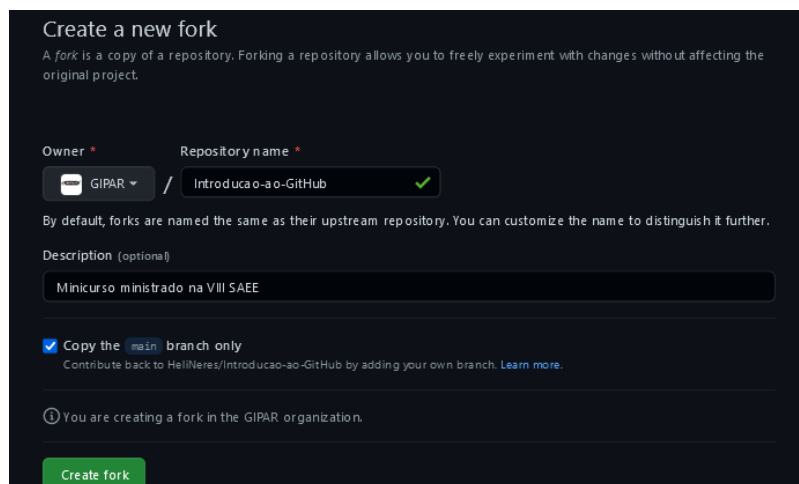 Create a new fork
A fork is a copy of a repository. Forking a repository allows you to freely experiment with changes without affecting the
original project.
Owner * Repository name *
GIPAR / Introducao-ao-GitHub
By default, forks are named the same as their upstream repository. You can customize the name to distinguish it further.
Description (optional)
Minicurso ministrado na VIII SAEE
Copy the main branch only
Contribute back to HeliNeres/Introducao-ao-GitHub by adding your own branch. Learn more.
You are creating a fork in the GIPAR organization.
Create fork